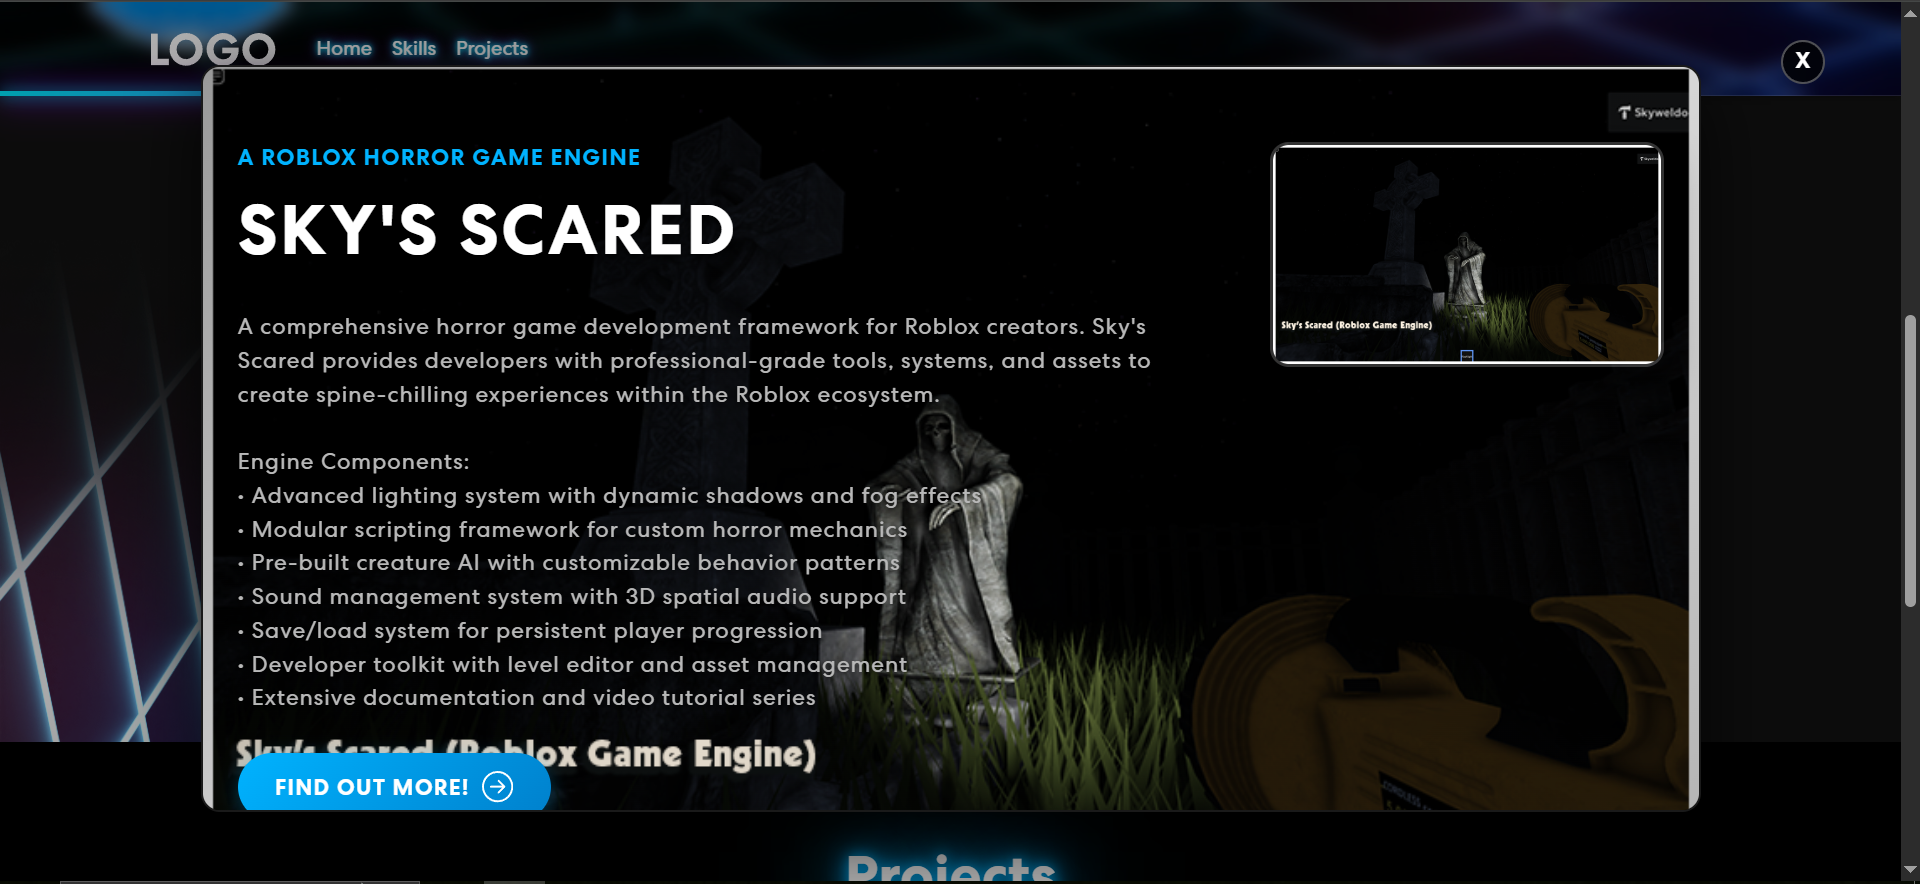 LOGO
Home Skills Projects
X
A ROBLOX HORROR GAME ENGINE
SKY'S SCARED
A comprehensive horror game development framework for Roblox creators. Sky's
Scared provides developers with professional-grade tools, systems, and assets to
create spine-chilling experiences within the Roblox ecosystem.
Engine Components:
• Advanced lighting system with dynamic shadows and fog effects
• Modular scripting framework for custom horror mechanics
• Pre-built creature AI with customizable behavior patterns
• Sound management system with 3D spatial audio support
• Save/load system for persistent player progression
• Developer toolkit with level editor and asset management
• Extensive documentation and video tutorial series
Sky's Scared (Roblox Game Engine)
FIND OUT MORE!
Skyweldo
Sky's Scared (Roblox Game Engine)
Projects